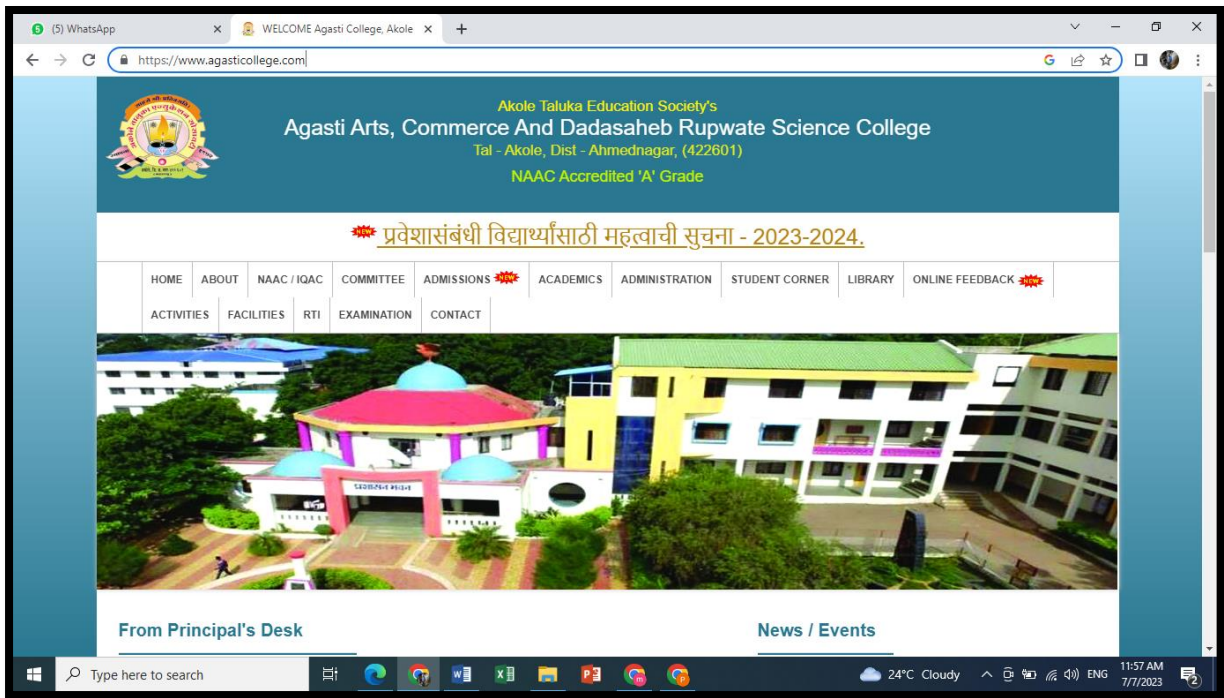 (5) WhatsApp
WELCOME Agasti College, Akole
https://www.agasticollege.com
Akole Taluka Education Society's
Agasti Arts, Commerce And Dadasaheb Rupwate Science College
Tal - Akole, Dist - Ahmednagar, (422601)
NAAC Accredited 'A' Grade
NEW प्रवेशासंबंधी विद्यार्थ्यांसाठी महत्वाची सुचना - 2023-2024.
HOME ABOUT NAAC / IQAC COMMITTEE ADMISSIONS NEW ACADEMICS ADMINISTRATION STUDENT CORNER LIBRARY ONLINE FEEDBACK NEW
ACTIVITIES FACILITIES RTI EXAMINATION CONTACT
प्रशासन भवन
From Principal's Desk
News / Events
Type here to search
24°C Cloudy ENG 11:57 AM
7/7/2023
2